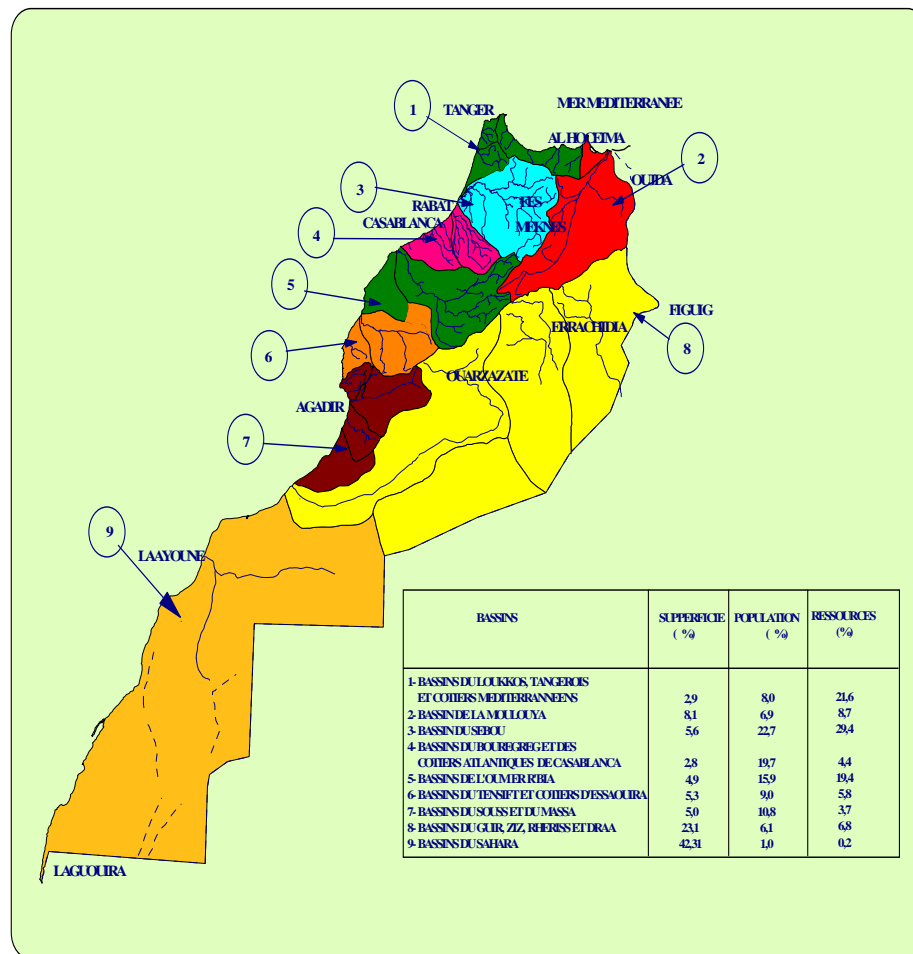 MER MEDITERRANEE
TANGER
1
AL HOCEIMA
2
OUJDA
3
FES
RABAT
CASABLANCA
MEKNES
4
5
FIGUIG
ERRACHIDIA
6
8
OUARZAZATE
AGADIR
7
9
LAAYOUNE
LAGUOUIRA
BASSINS SUPPERFICIE POPULATION RESSOURCES
( %) ( %) (%)
1- BASSINS DU LOUKKOS, TANGEROIS
ET COTIERS MEDITERRANNEENS 2,9 8,0 21,6
2- BASSIN DE LA MOULOUYA 8,1 6,9 8,7
3- BASSIN DU SEBOU 5,6 22,7 29,4
4- BASSINS DU BOUREGREG ET DES
COTIERS ATLANTIQUES DE CASABLANCA 2,8 19,7 4,4
5- BASSINS DE L'OUM ER R'BIA 4,9 15,9 19,4
6- BASSINS DU TENSIFT ET COTIERS D'ESSAOUIRA 5,3 9,0 5,8
7- BASSINS DU SOUSS ET DU MASSA 5,0 10,8 3,7
8- BASSINS DU GUIR, ZIZ, RHERISS ET DRAA 23,1 6,1 6,8
9- BASSINS DU SAHARA 42,31 1,0 0,2